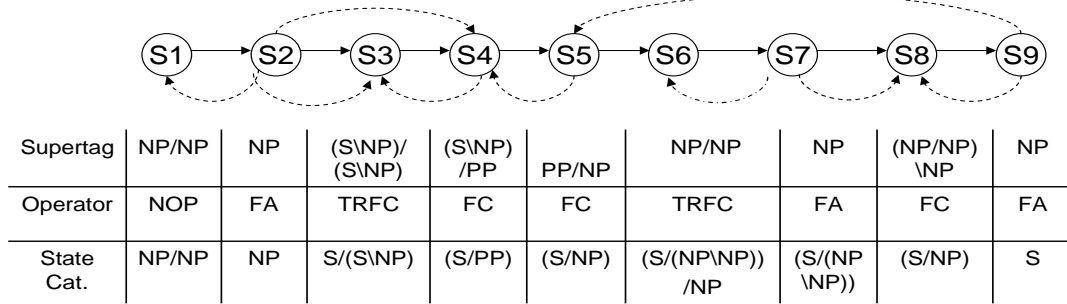 S1 S2 S3 S4 S5 S6 S7 S8 S9
Supertag NP/NP NP (S\NP)/ (S\NP) PP/NP NP/NP NP (NP/NP) NP
(S\NP) /PP \NP
Operator NOP FA TRFC FC FC TRFC FA FC FA
State NP/NP NP S/(S\NP) (S/PP) (S/NP) (S/(NP\NP)) (S/(NP (S/NP) S
Cat. /NP \NP))